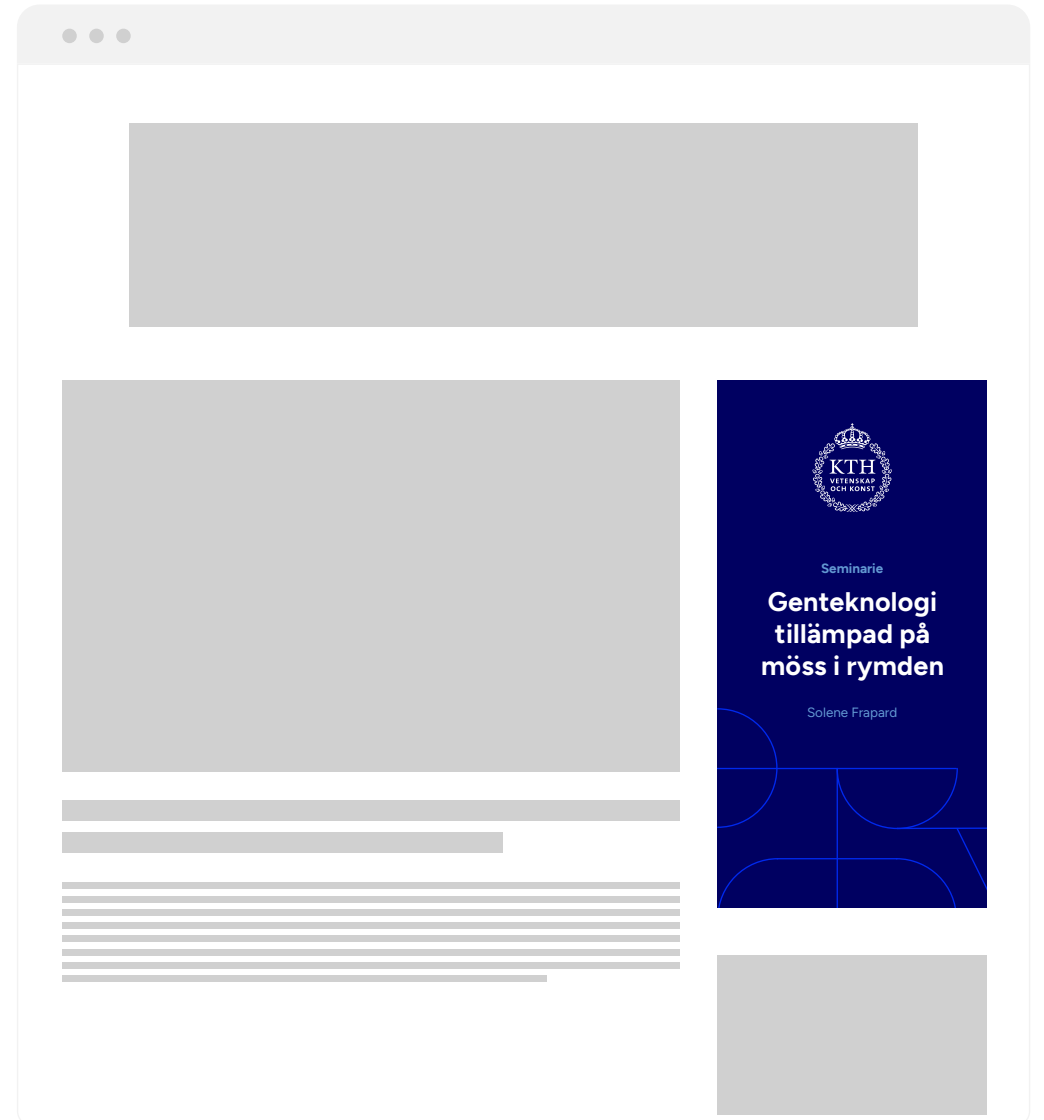 KTH
VETENSKAP
OCH KONST
Seminarie
Genteknologi
tillämpad på
möss i rymden
Solene Frapard